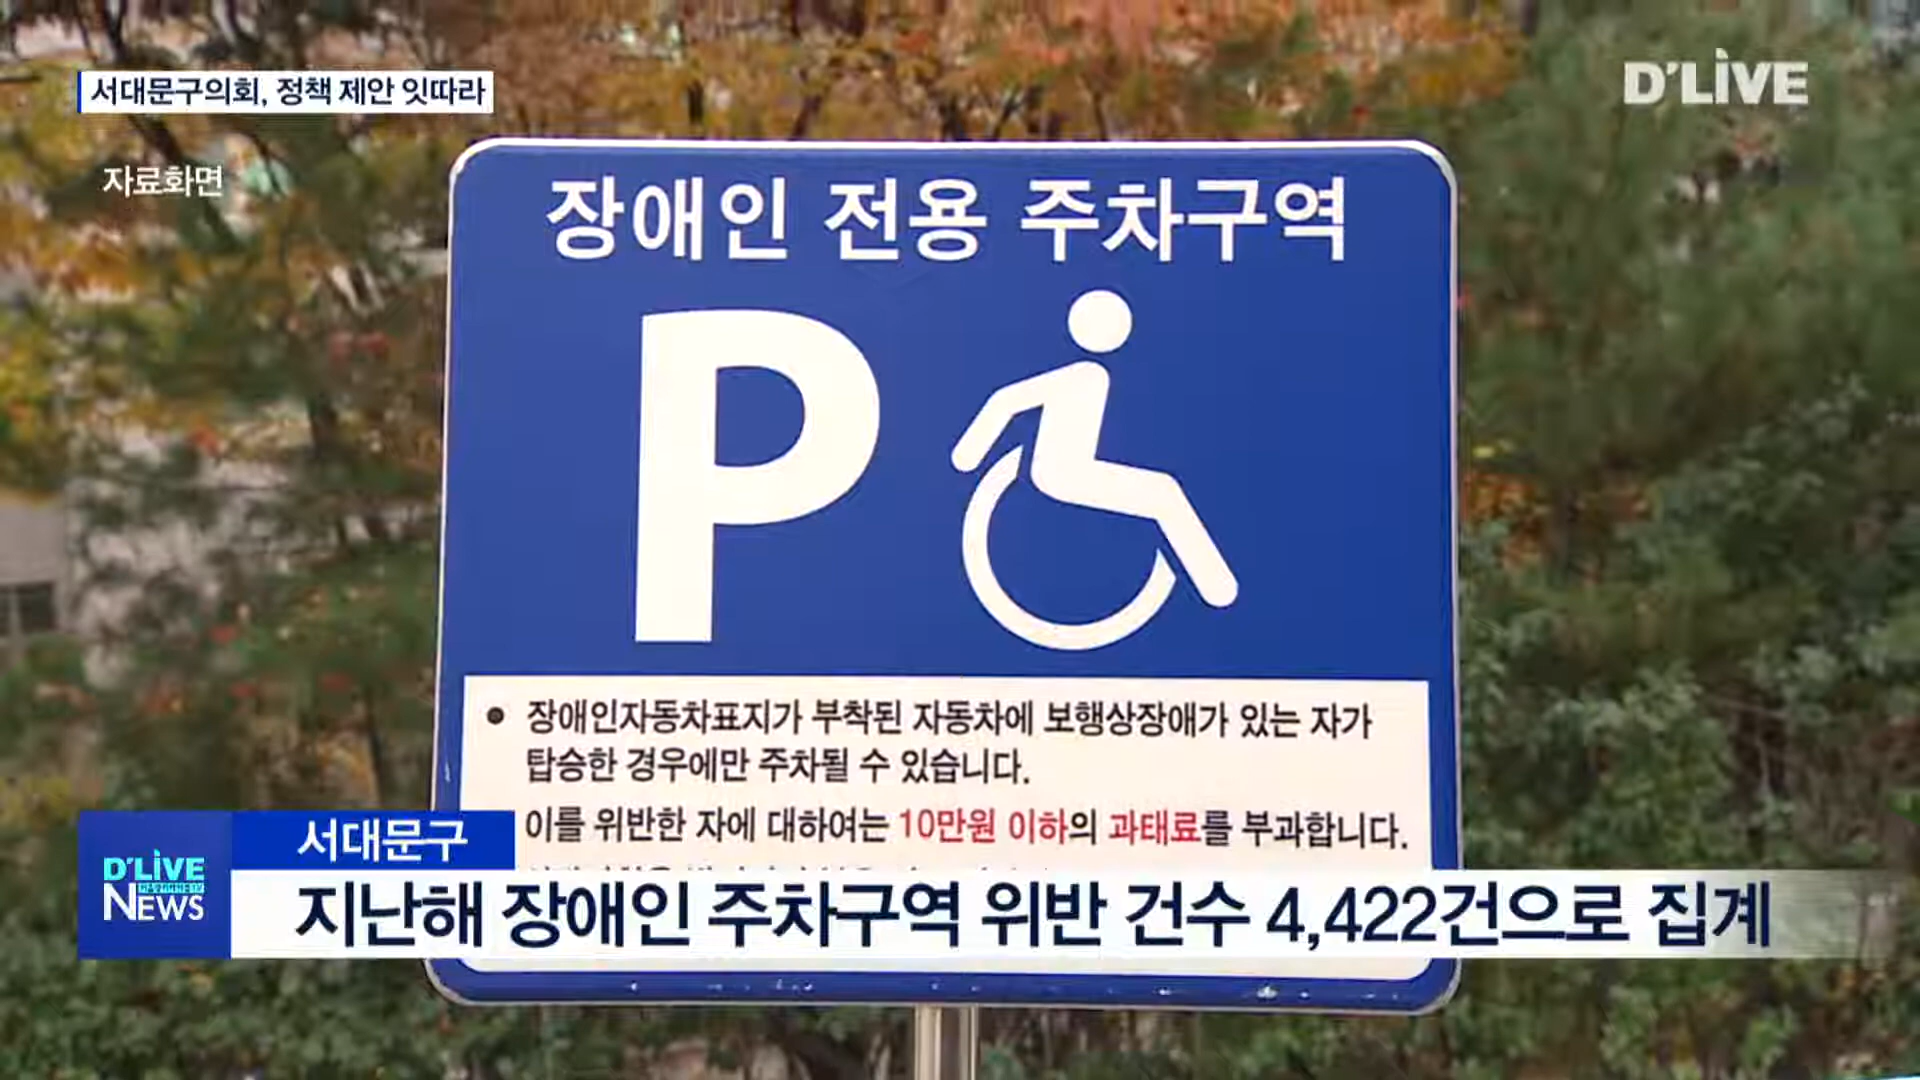 서대문구의회, 정책 제안 잇따라
D'LIVE
자료화면
장애인 전용 주차구역
P
● 장애인자동차표지가 부착된 자동차에 보행상장애가 있는 자가
탑승한 경우에만 주차될 수 있습니다.
이를 위반한 자에 대하여는 10만원 이하의 과태료를 부과합니다.
서대문구
D'LIVE
NEWS
지난해 장애인 주차구역 위반 건수 4,422건으로 집계